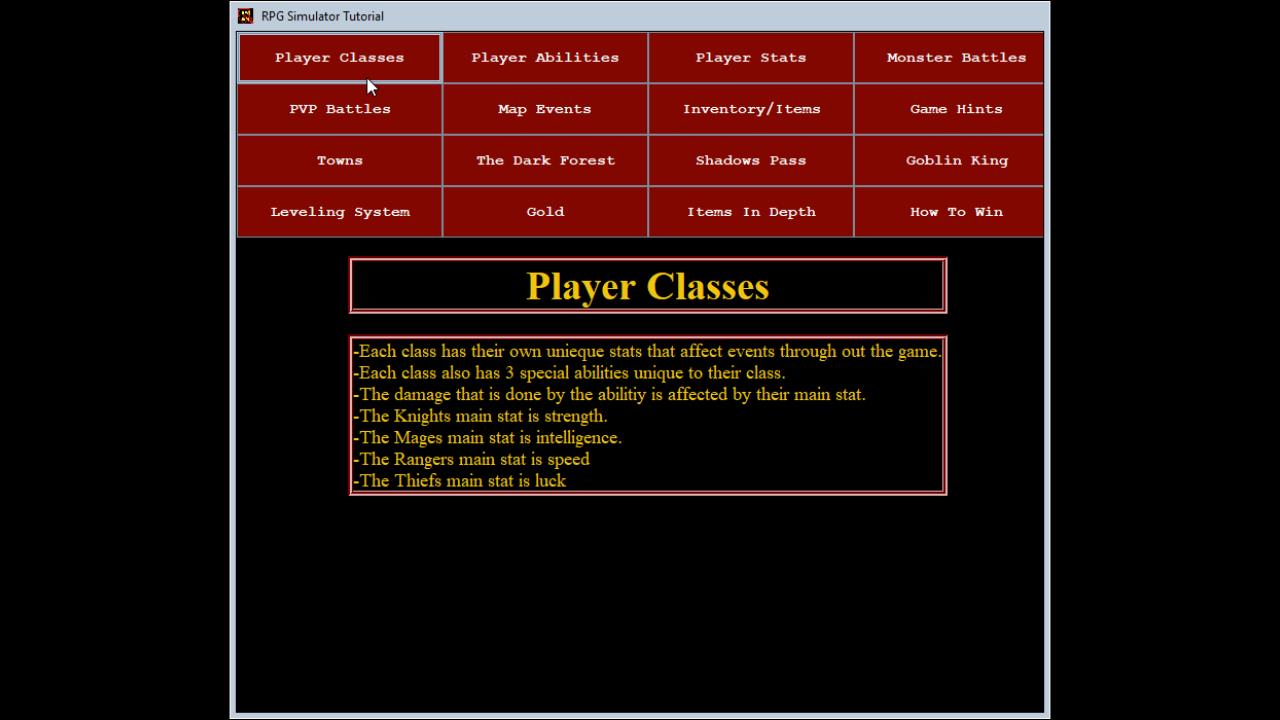 RPG Simulator Tutorial
Player Classes Player Abilities Player Stats Monster Battles
PVP Battles Map Events Inventory/Items Game Hints
Towns The Dark Forest Shadows Pass Goblin King
Leveling System Gold Items In Depth How To Win
Player Classes
-Each class has their own unieque stats that affect events through out the game.
-Each class also has 3 special abilities unique to their class.
-The damage that is done by the abilitiy is affected by their main stat.
-The Knights main stat is strength.
-The Mages main stat is intelligence.
-The Rangers main stat is speed
-The Thiefs main stat is luck